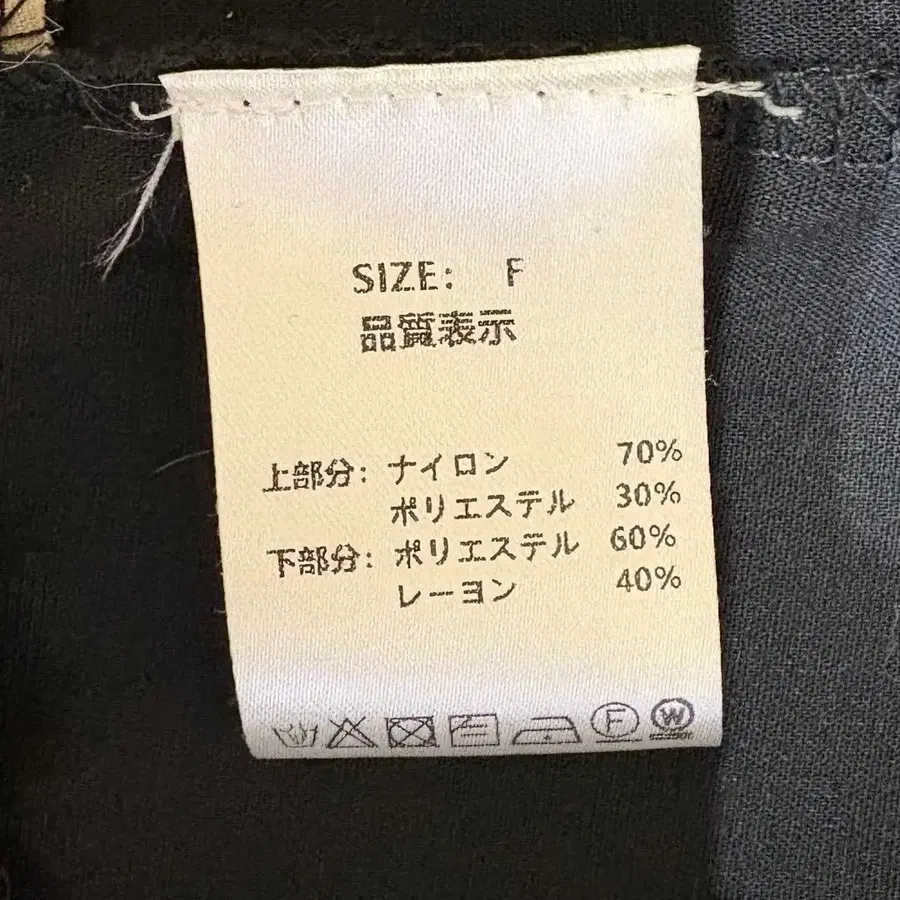 SIZE: F
品質表示
上部分: ナイロン 70%
ポリエステル 30%
下部分: ポリエステル 60%
レーヨン 40%
F W